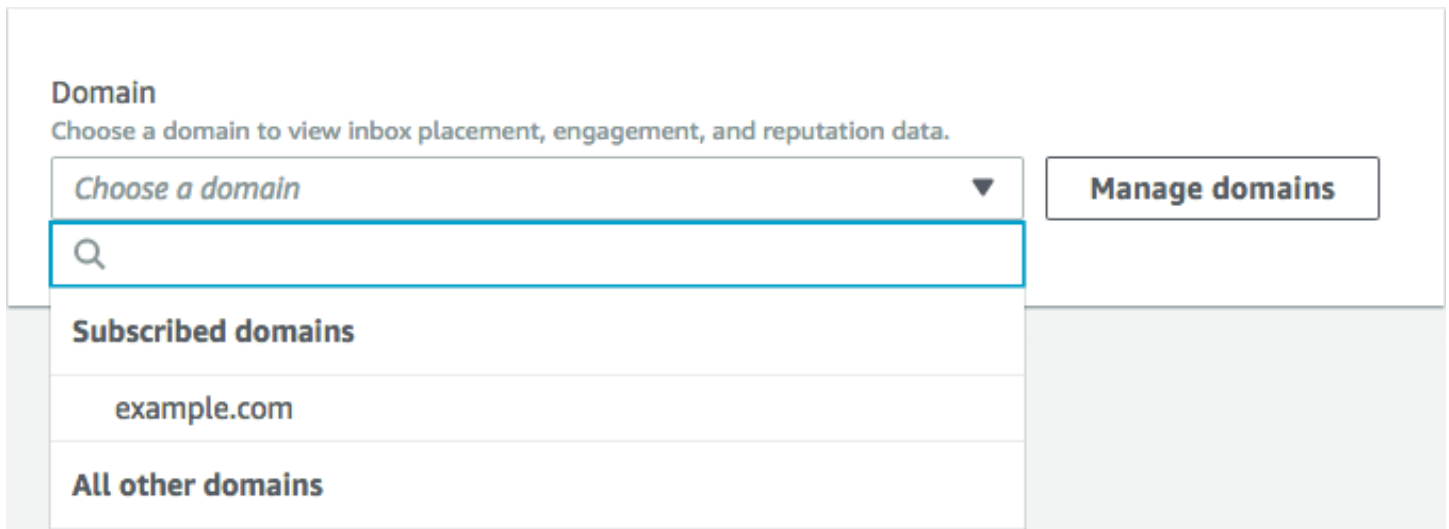 Domain
Choose a domain to view inbox placement, engagement, and reputation data.
Choose a domain
Manage domains
Subscribed domains
example.com
All other domains